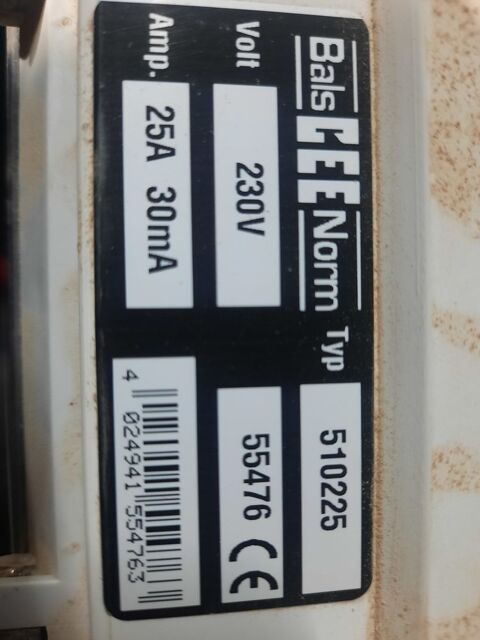 Bals CEE Norm Typ 510225
Volt 230V 55476 CE
Amp. 25A 30mA
4 024941 554763